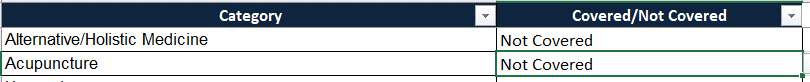 Category Covered/Not Covered
Alternative/Holistic Medicine Not Covered
Acupuncture Not Covered